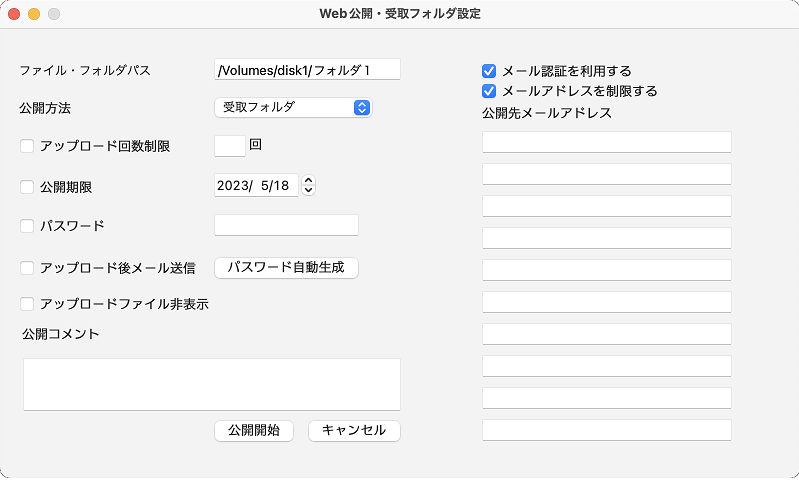 Web公開・受取フォルダ設定
ファイル・フォルダパス
/Volumes/disk1/フォルダ１
公開方法
受取フォルダ
アップロード回数制限
回
公開期限
2023/ 5/18
パスワード
アップロード後メール送信
パスワード自動生成
アップロードファイル非表示
公開コメント
公開開始
キャンセル
メール認証を利用する
メールアドレスを制限する
公開先メールアドレス